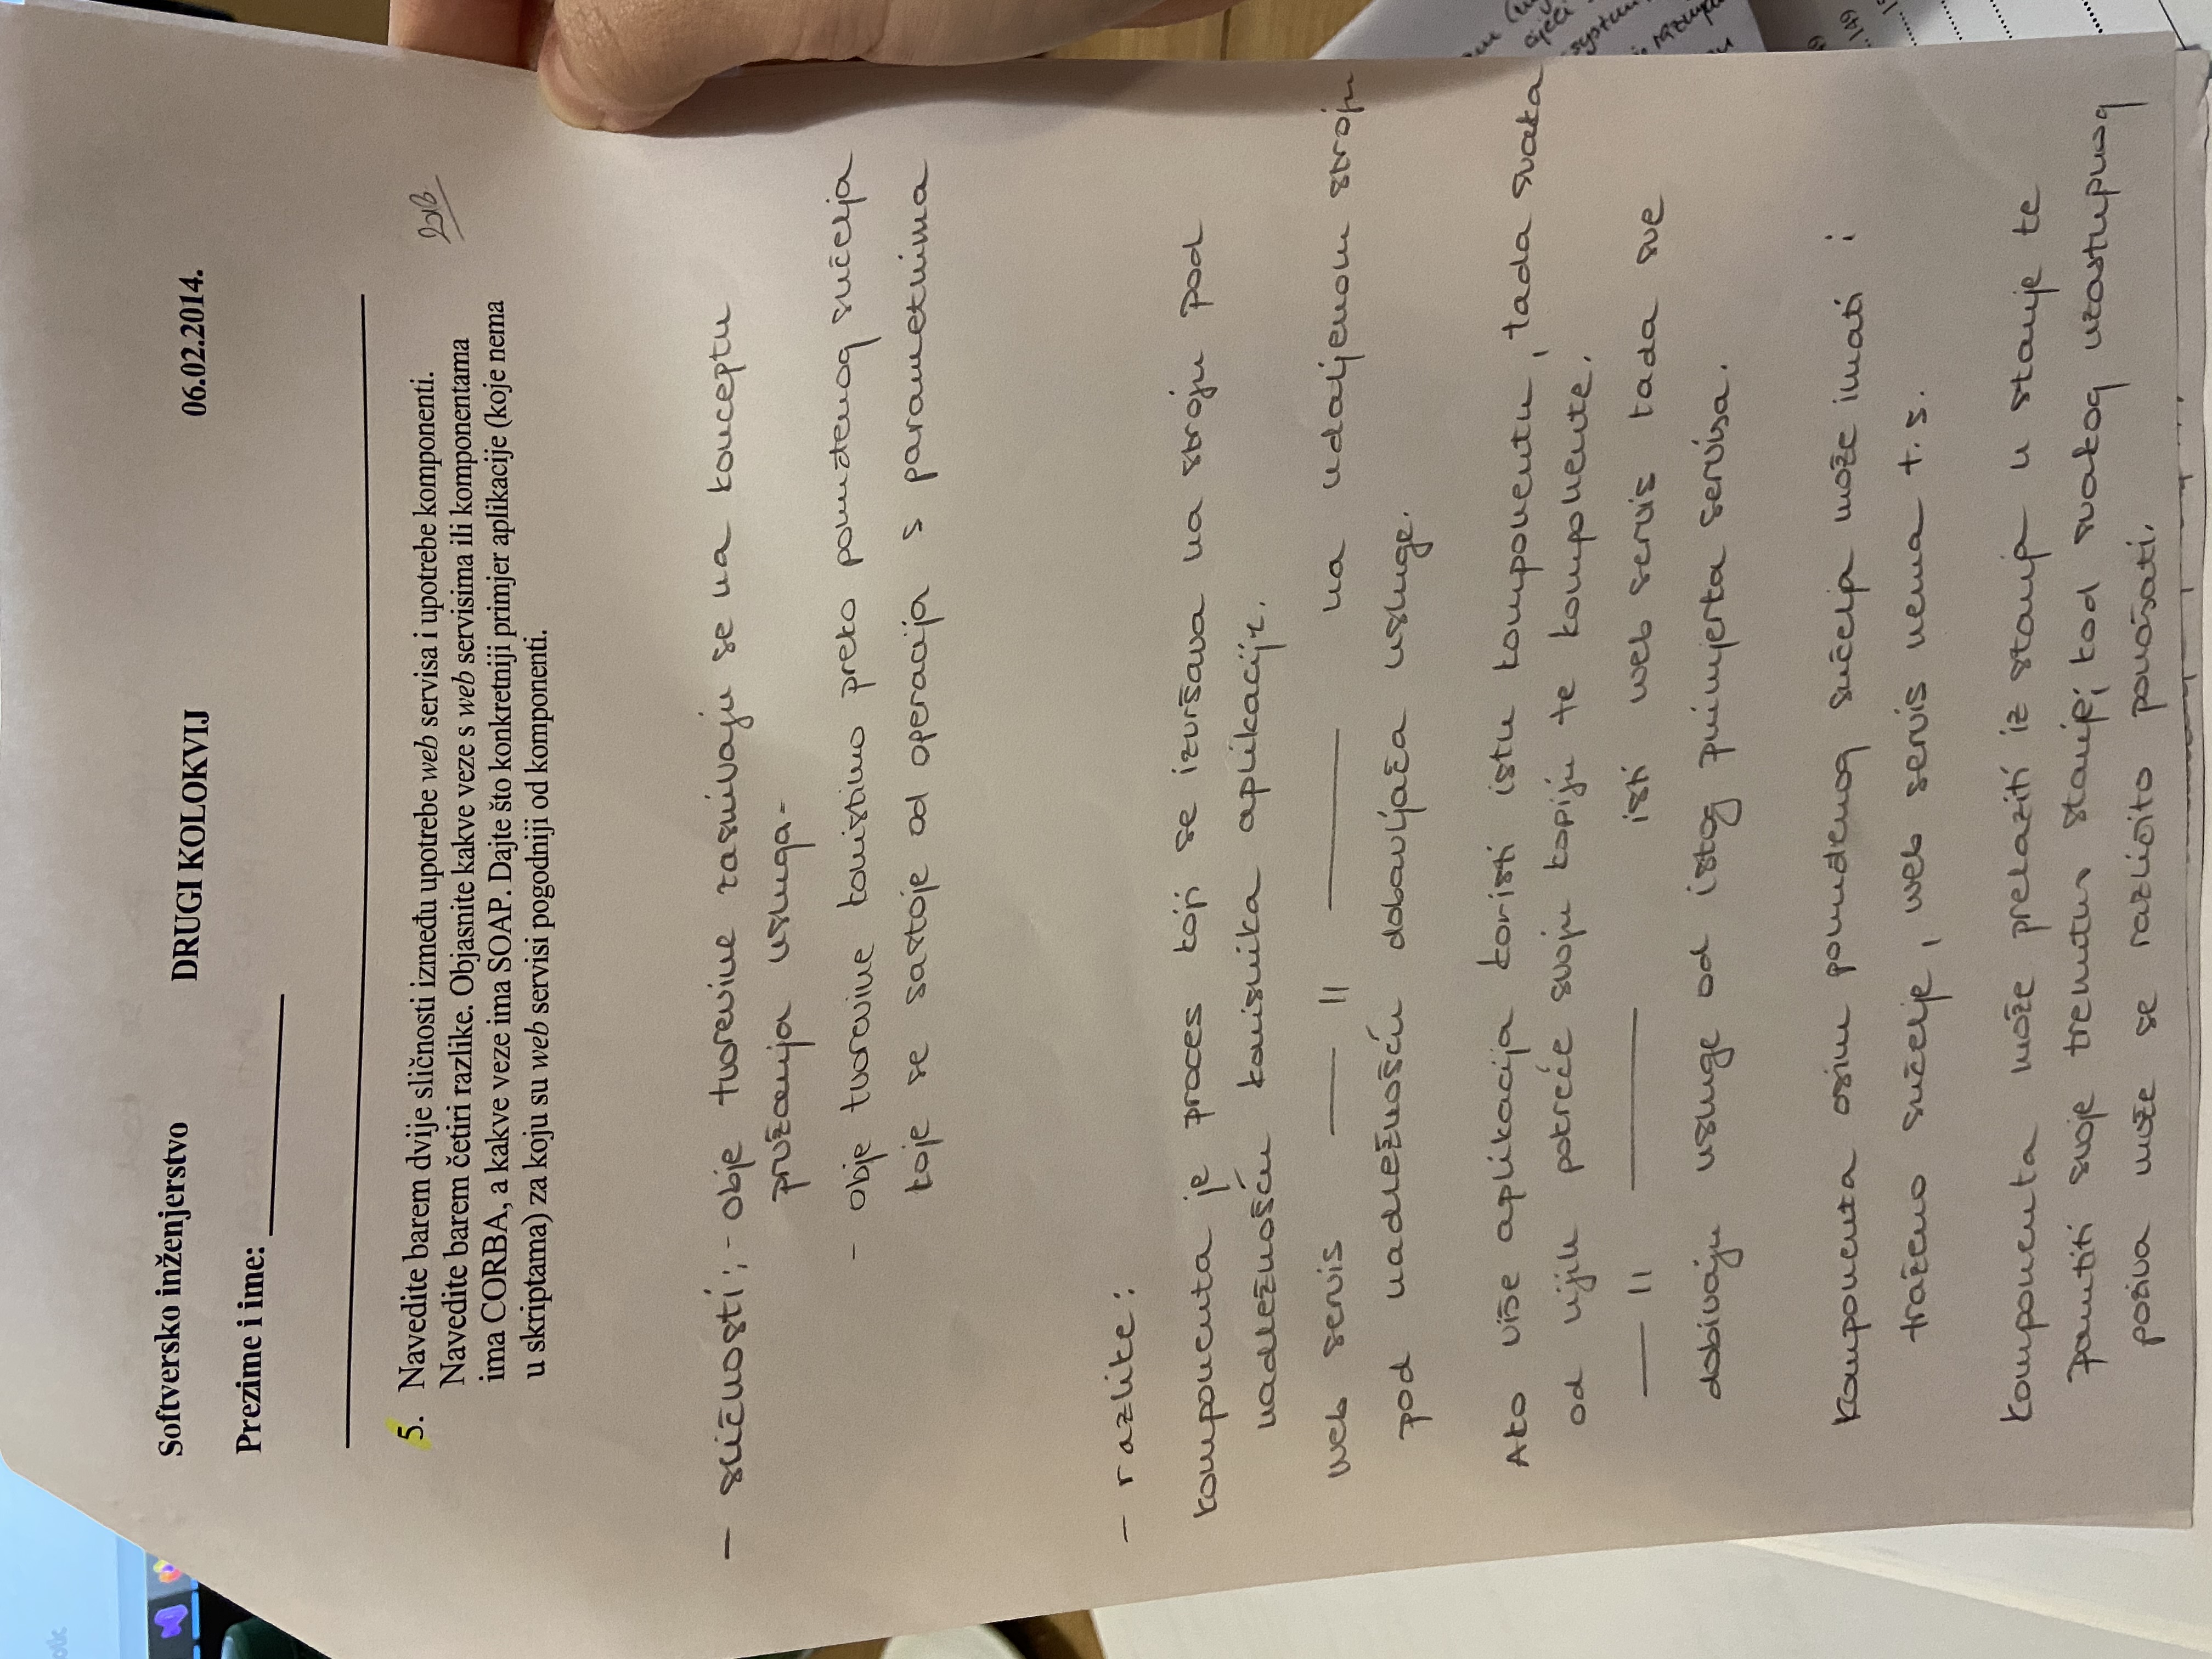 Softversko inženjerstvo DRUGI KOLOKVIJ 06.02.2014.
Prezime i ime:
5. Navedite barem dvije sličnosti između upotrebe web servisa i upotrebe komponenti.
Navedite barem četiri razlike. Objasnite kakve veze s web servisima ili komponentama
ima CORBA, a kakve veze ima SOAP. Dajte što konkretniji primjer aplikacije (koje nema
u skriptama) za koju su web servisi pogodniji od komponenti.
- sličnosti: - obje tvorevine zasnivaju se na konceptu
pružanja usluga -
- obje tvorevine koristimo preko ponuđenog sučelja
koje se sastoje od operacija s parametrima
- razlike:
komponenta je proces koji se izvršava na stroju pod
nadležnošću korisnika aplikacije.
web servis — 11 — na udaljenom stroju
pod nadležnošću dobavljača usluge.
Ako više aplikacija koristi istu komponentu, tada svaka
od njih pokreće svoju kopiju te komponente.
— 11 — isti web servis tada sve
dobivaju usluge od istog primjerka servisa.
Komponenta osim ponuđenog sučelja može imati i
traženo sučelje, web servis nema t. s.
Komponenta može prelaziti iz stanja u stanje te
pamtiti svoje trenutno stanje; kod svakog uzastupnog
poziva može se različito ponašati.
.149